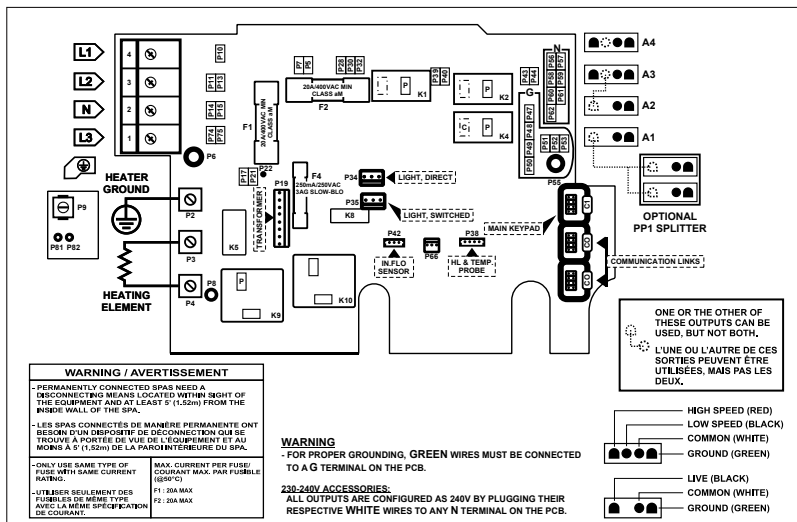 L1
L2
N
L3
4
3
2
1
P10
P11
P13
P14
P15
P74
P75
P6
P7
P5
P28
P30
P32
20A/400VAC MIN
CLASS aM
F2
F1
20A/400VAC MIN
CLASS aM
P
K1
P39
P40
P
K2
C
P
K4
P43
P44
G
N
P56
P57
P58
P59
P60
P61
P62
P47
P48
P49
P50
P51
P52
P53
P55
A4
A3
A2
A1
OPTIONAL
PP1 SPLITTER
P17
P21
P22
P19
TRANSFORMER
F4
250mA/250VAC
3AG SLOW-BLO
P34
LIGHT, DIRECT
P35
LIGHT, SWITCHED
K8
K5
P42
IN.FLO
SENSOR
P66
P38
HL & TEMP.
PROBE
MAIN KEYPAD
C1
CO
CO
COMMUNICATION LINKS
HEATER
GROUND
P9
P81
P82
P2
P3
P4
P8
HEATING
ELEMENT
P
K9
K10
ONE OR THE OTHER OF
THESE OUTPUTS CAN BE
USED, BUT NOT BOTH.
L'UNE OU L'AUTRE DE CES
SORTIES PEUVENT ÊTRE
UTILISÉES, MAIS PAS LES
DEUX.
WARNING / AVERTISSEMENT
- PERMANENTLY CONNECTED SPAS NEED A
DISCONNECTING MEANS LOCATED WITHIN SIGHT OF
THE EQUIPMENT AND AT LEAST 5' (1.52m) FROM THE
INSIDE WALL OF THE SPA.
- LES SPAS CONNECTÉS DE MANIÈRE PERMANENTE ONT
BESOIN D'UN DISPOSITIF DE DÉCONNECTION QUI SE
TROUVE À PORTÉE DE VUE DE L'ÉQUIPEMENT ET AU
MOINS À 5' (1,52m) DE LA PAROI INTÉRIEURE DU SPA.
- ONLY USE SAME TYPE OF
FUSE WITH SAME CURRENT
RATING.
- UTILISER SEULEMENT DES
FUSIBLES DE MÊME TYPE
AVEC LA MÊME SPÉCIFICATION
DE COURANT.
MAX. CURRENT PER FUSE/
COURANT MAX. PAR FUSIBLE
(@50°C)
F1 : 20A MAX
F2 : 20A MAX
WARNING
- FOR PROPER GROUNDING, GREEN WIRES MUST BE CONNECTED
TO A G TERMINAL ON THE PCB.
230-240V ACCESSORIES:
ALL OUTPUTS ARE CONFIGURED AS 240V BY PLUGGING THEIR
RESPECTIVE WHITE WIRES TO ANY N TERMINAL ON THE PCB.
HIGH SPEED (RED)
LOW SPEED (BLACK)
COMMON (WHITE)
GROUND (GREEN)
LIVE (BLACK)
COMMON (WHITE)
GROUND (GREEN)